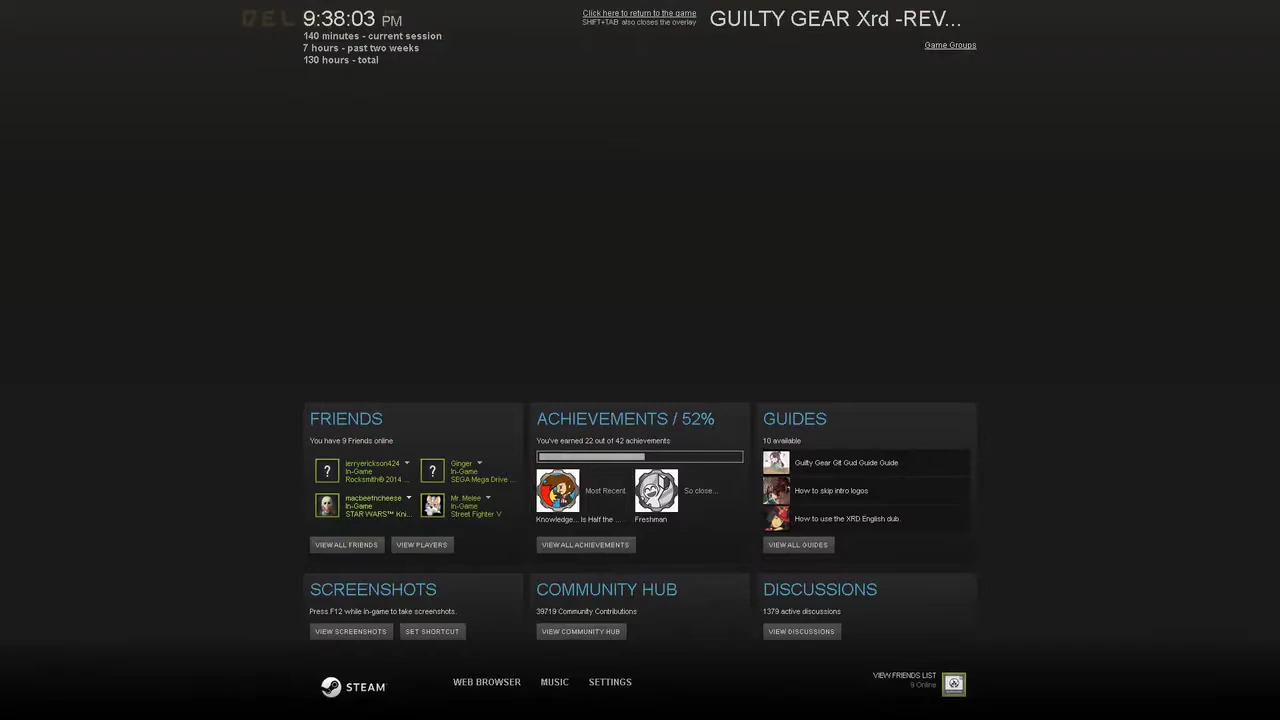 9:38:03 PM
140 minutes - current session
7 hours - past two weeks
130 hours - total
Click here to return to the game
SHIFT+TAB also closes the overlay
GUILTY GEAR Xrd -REV...
Game Groups
FRIENDS
You have 9 Friends online
jerryerickson424
In-Game
Rocksmith® 2014 ...
Ginger
In-Game
SEGA Mega Drive ...
macbeefncheese
In-Game
STAR WARS™ Kni...
Mr. Melee
In-Game
Street Fighter V
VIEW ALL FRIENDS
VIEW PLAYERS
ACHIEVEMENTS / 52%
You've earned 22 out of 42 achievements
Most Recent
So close...
Knowledge... Is Half the ...
Freshman
VIEW ALL ACHIEVEMENTS
GUIDES
10 available
Guilty Gear Git Gud Guide Guide
How to skip intro logos
How to use the XRD English dub.
VIEW ALL GUIDES
SCREENSHOTS
Press F12 while in-game to take screenshots.
VIEW SCREENSHOTS
SET SHORTCUT
COMMUNITY HUB
39719 Community Contributions
VIEW COMMUNITY HUB
DISCUSSIONS
1379 active discussions
VIEW DISCUSSIONS
STEAM
WEB BROWSER
MUSIC
SETTINGS
VIEW FRIENDS LIST
9 Online